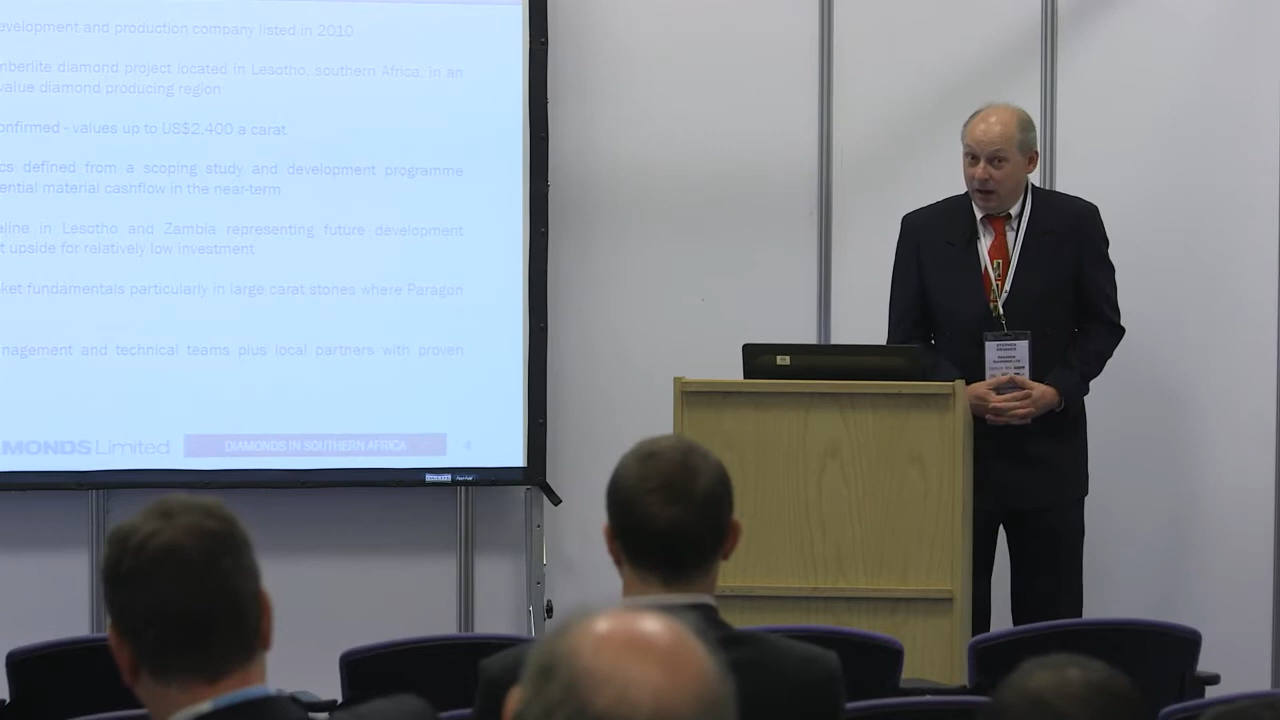 evelopment and production company listed in 2010
mberlite diamond project located in Lesotho, southern Africa, in an
value diamond producing region
onfirmed - values up to US$2,400 a carat
cs defined from a scoping study and development programme
ential material cashflow in the near-term
aline in Lesotho and Zambia representing future development
t upside for relatively low investment
ket fundamentals particularly in large carat stones where Paragon
nagement and technical teams plus local partners with proven
MONDS Limited
DIAMONDS IN SOUTHERN AFRICA
4
STEPHEN